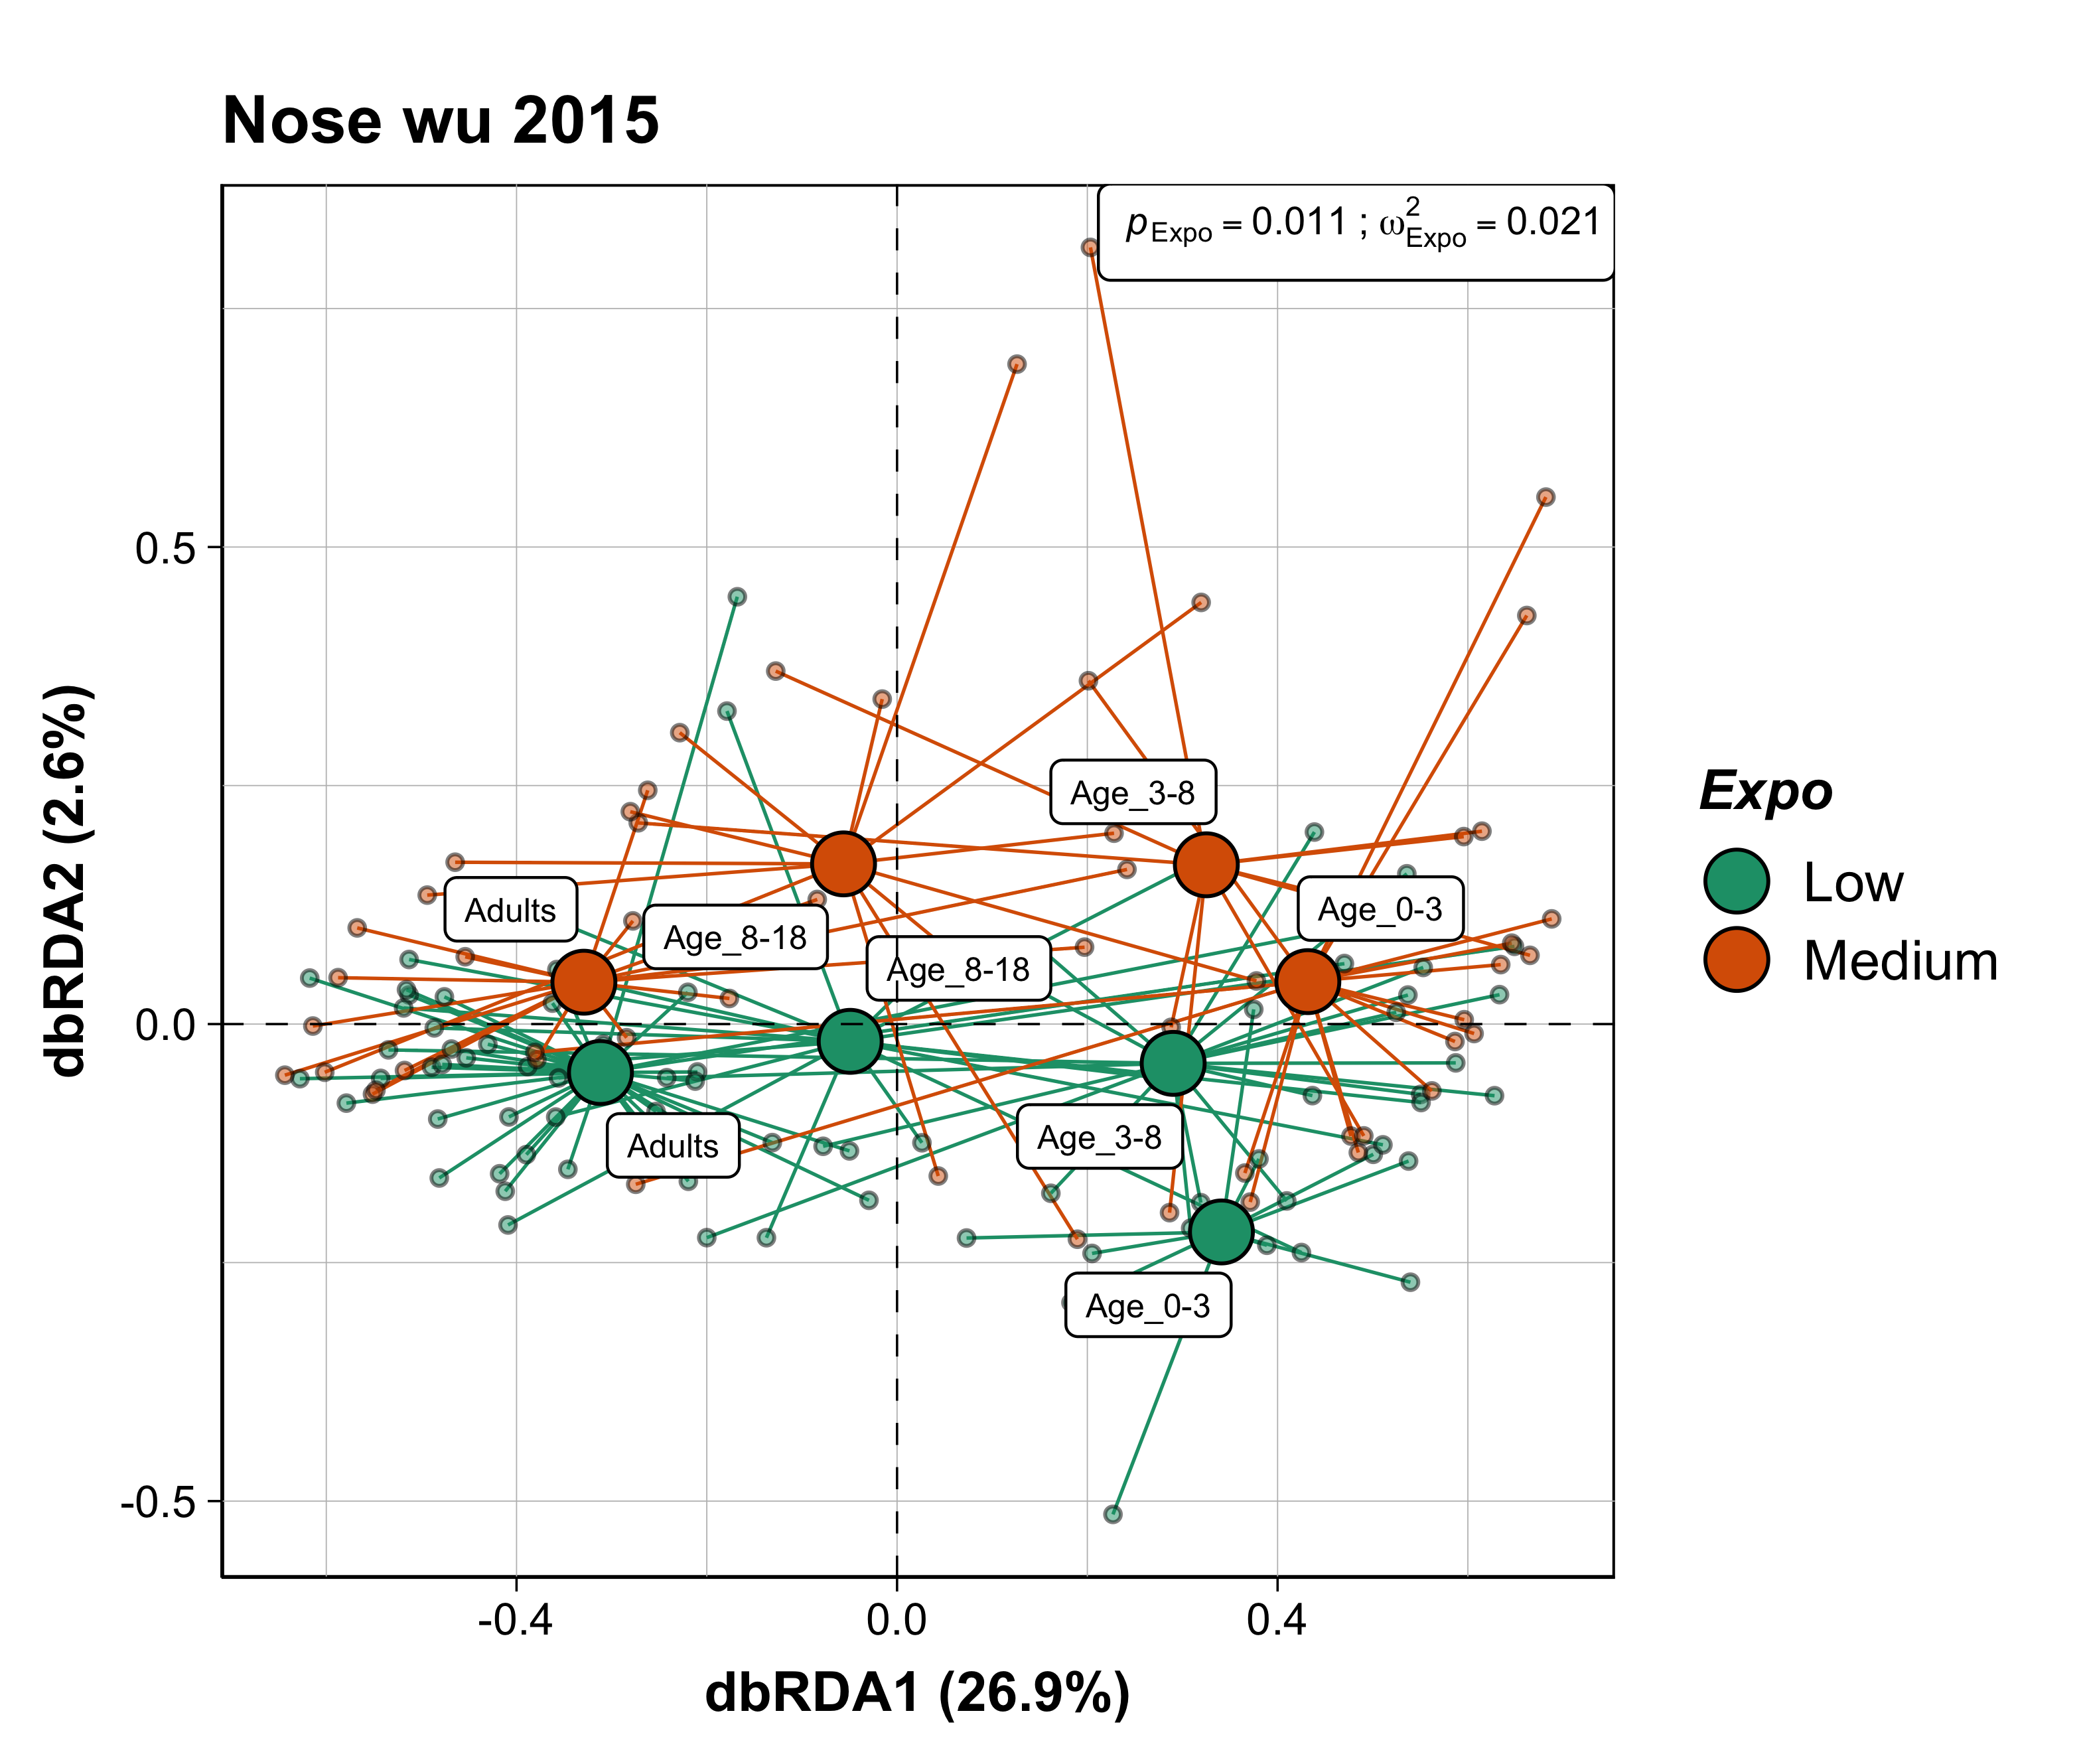 Nose wu 2015
pExpo = 0.011 ; ω²Expo = 0.021
0.5
0.0
-0.5
dbRDA2 (2.6%)
Age_3-8
Adults
Age_0-3
Age_8-18
Age_8-18
Adults
Age_3-8
Age_0-3
-0.4
0.0
0.4
dbRDA1 (26.9%)
Expo
Low
Medium